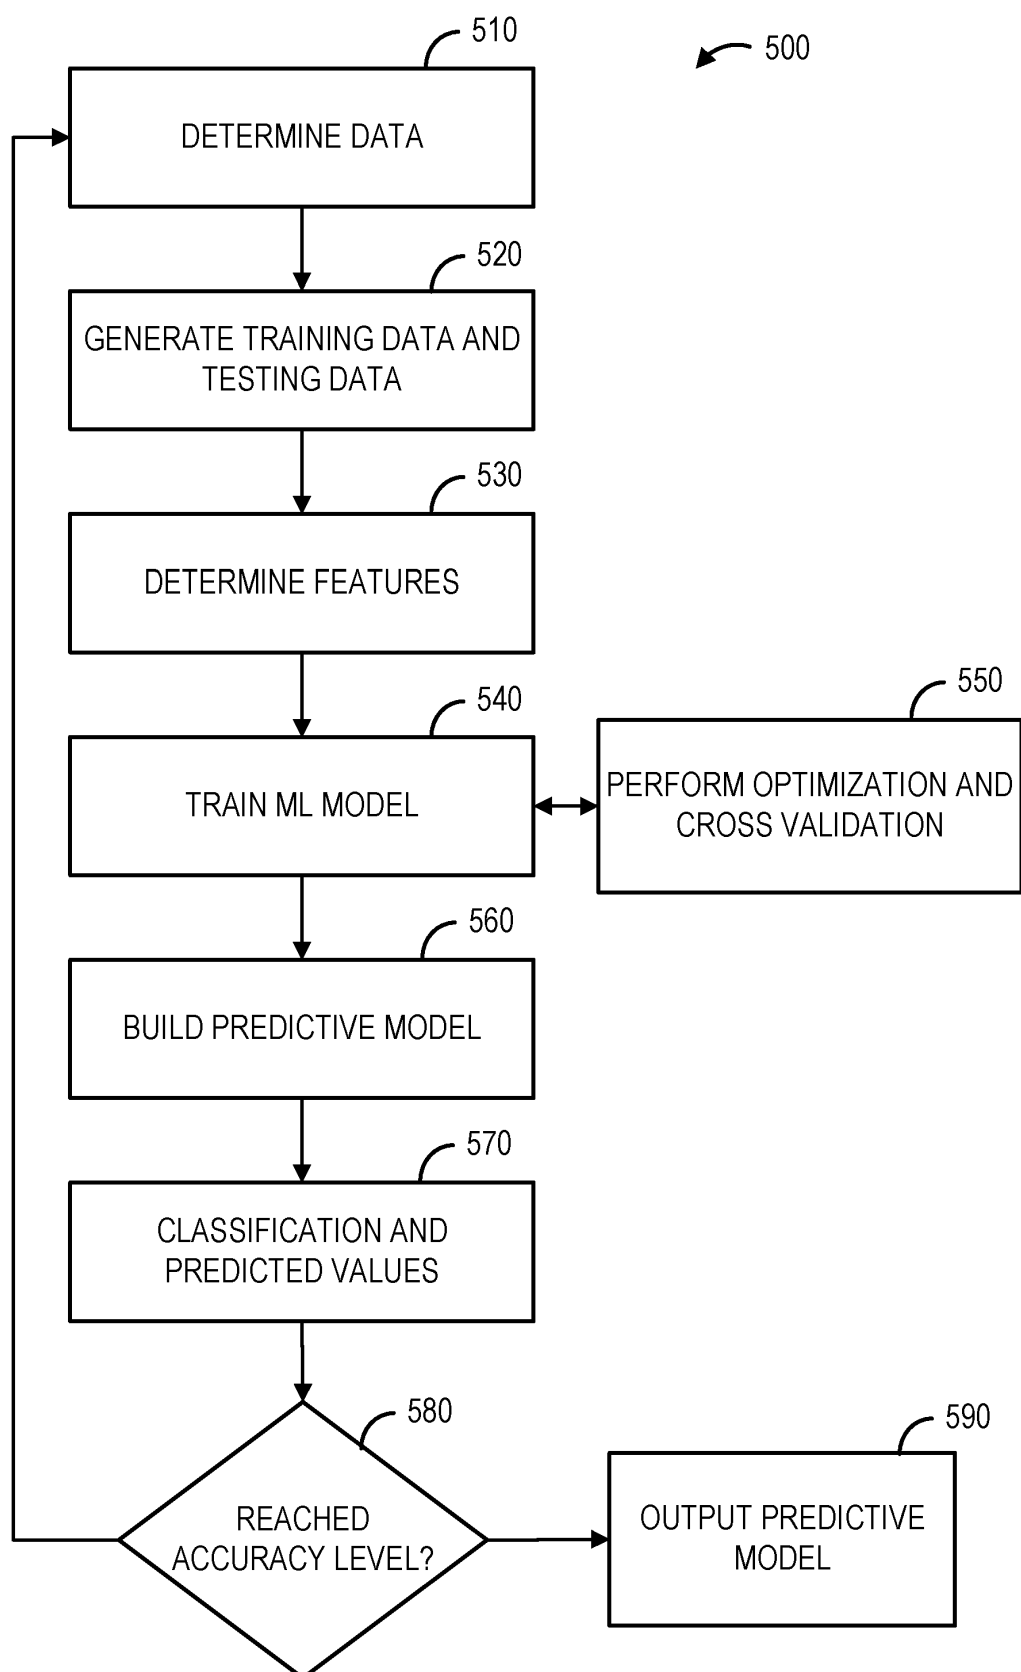 510
500
DETERMINE DATA
520
GENERATE TRAINING DATA AND
TESTING DATA
530
DETERMINE FEATURES
540
550
TRAIN ML MODEL
PERFORM OPTIMIZATION AND
CROSS VALIDATION
560
BUILD PREDICTIVE MODEL
570
CLASSIFICATION AND
PREDICTED VALUES
580
590
REACHED
ACCURACY LEVEL?
OUTPUT PREDICTIVE
MODEL